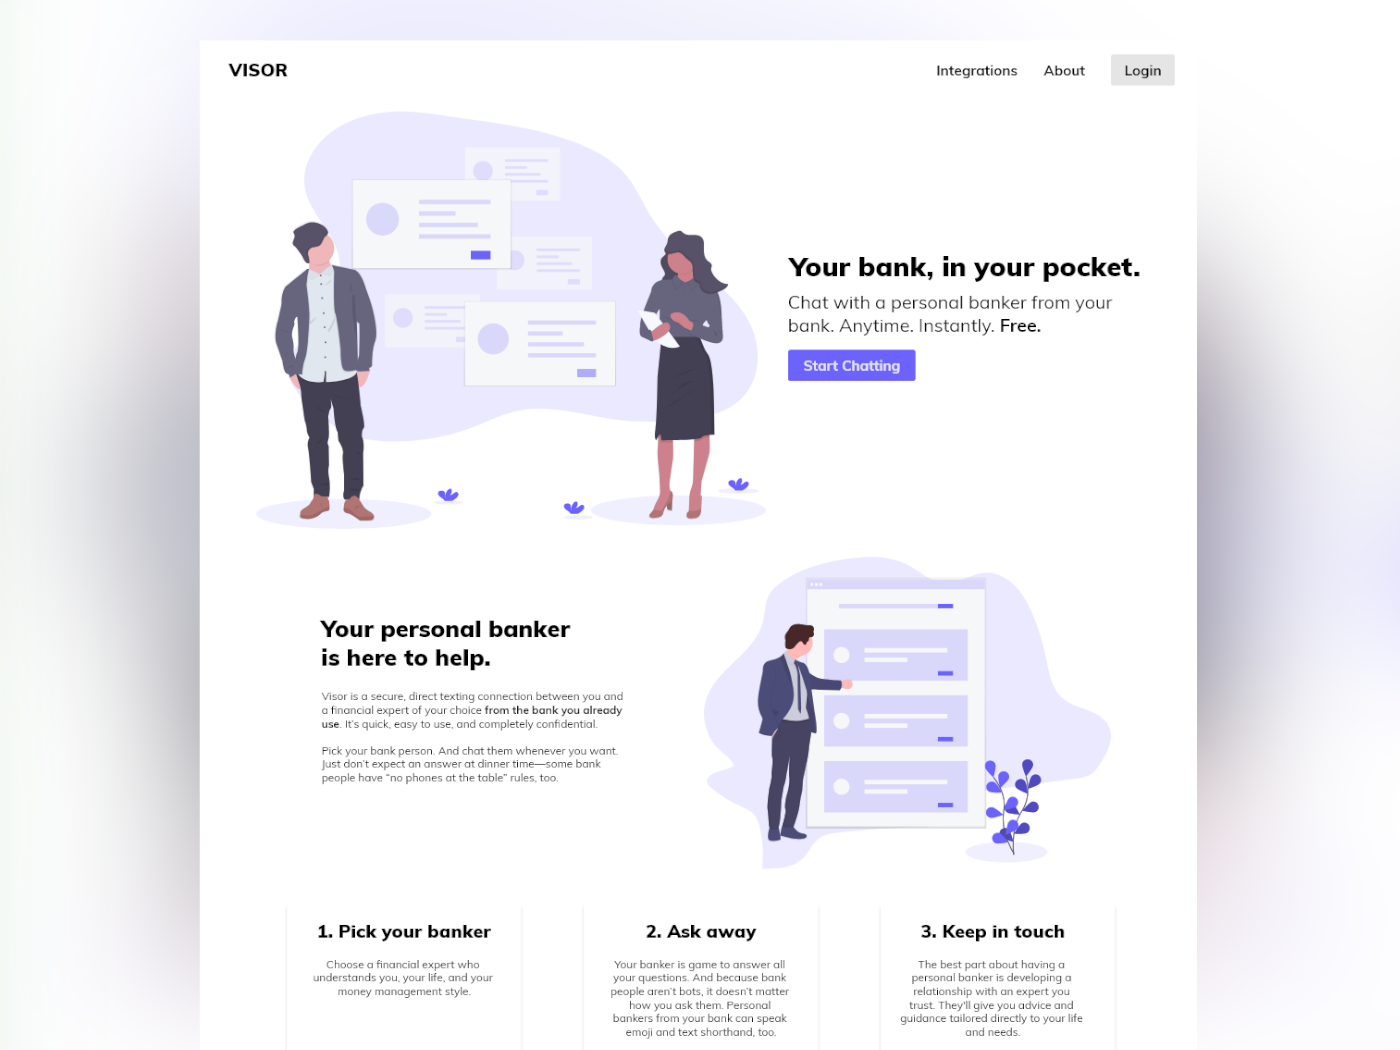 VISOR
Integrations
About
Login
Your bank, in your pocket.
Chat with a personal banker from your
bank. Anytime. Instantly. Free.
Start Chatting
Your personal banker
is here to help.
Visor is a secure, direct texting connection between you and
a financial expert of your choice from the bank you already
use. It’s quick, easy to use, and completely confidential.
Pick your bank person. And chat them whenever you want.
Just don’t expect an answer at dinner time—some bank
people have “no phones at the table” rules, too.
1. Pick your banker
Choose a financial expert who
understands you, your life, and your
money management style.
2. Ask away
Your banker is game to answer all
your questions. And because bank
people aren’t bots, it doesn’t matter
how you ask them. Personal
bankers from your bank can speak
emoji and text shorthand, too.
3. Keep in touch
The best part about having a
personal banker is developing a
relationship with an expert you
trust. They’ll give you advice and
guidance tailored directly to your life
and needs.